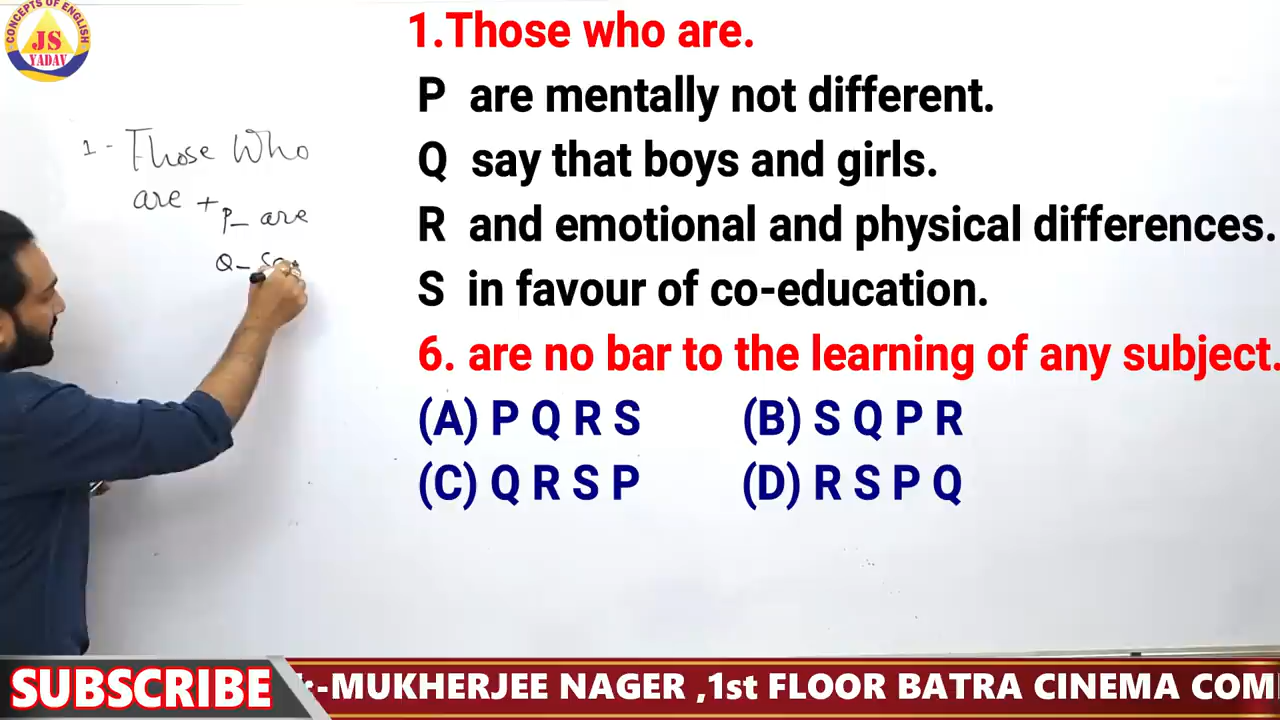 CONCEPTS OF ENGLISH
JS
YADAV
1.Those who are.
P are mentally not different.
Q say that boys and girls.
R and emotional and physical differences.
S in favour of co-education.
6. are no bar to the learning of any subject.
(A) P Q R S (B) S Q P R
(C) Q R S P (D) R S P Q
1 - Those Who
are +
P- are
Q-
SUBSCRIBE
:-MUKHERJEE NAGER ,1st FLOOR BATRA CINEMA COM